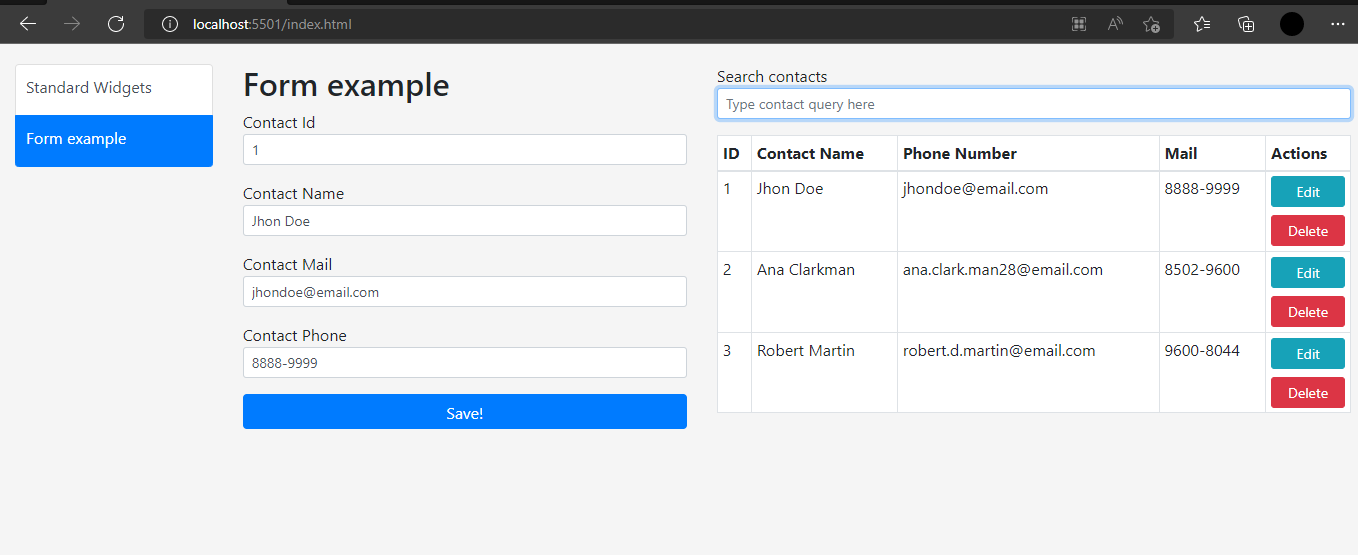 localhost:5501/index.html
Standard Widgets
Form example
Form example
Contact Id
1
Contact Name
Jhon Doe
Contact Mail
jhondoe@email.com
Contact Phone
8888-9999
Save!
Search contacts
Type contact query here
ID Contact Name Phone Number Mail Actions
1 Jhon Doe jhondoe@email.com 8888-9999 Edit
Delete
2 Ana Clarkman ana.clark.man28@email.com 8502-9600 Edit
Delete
3 Robert Martin robert.d.martin@email.com 9600-8044 Edit
Delete